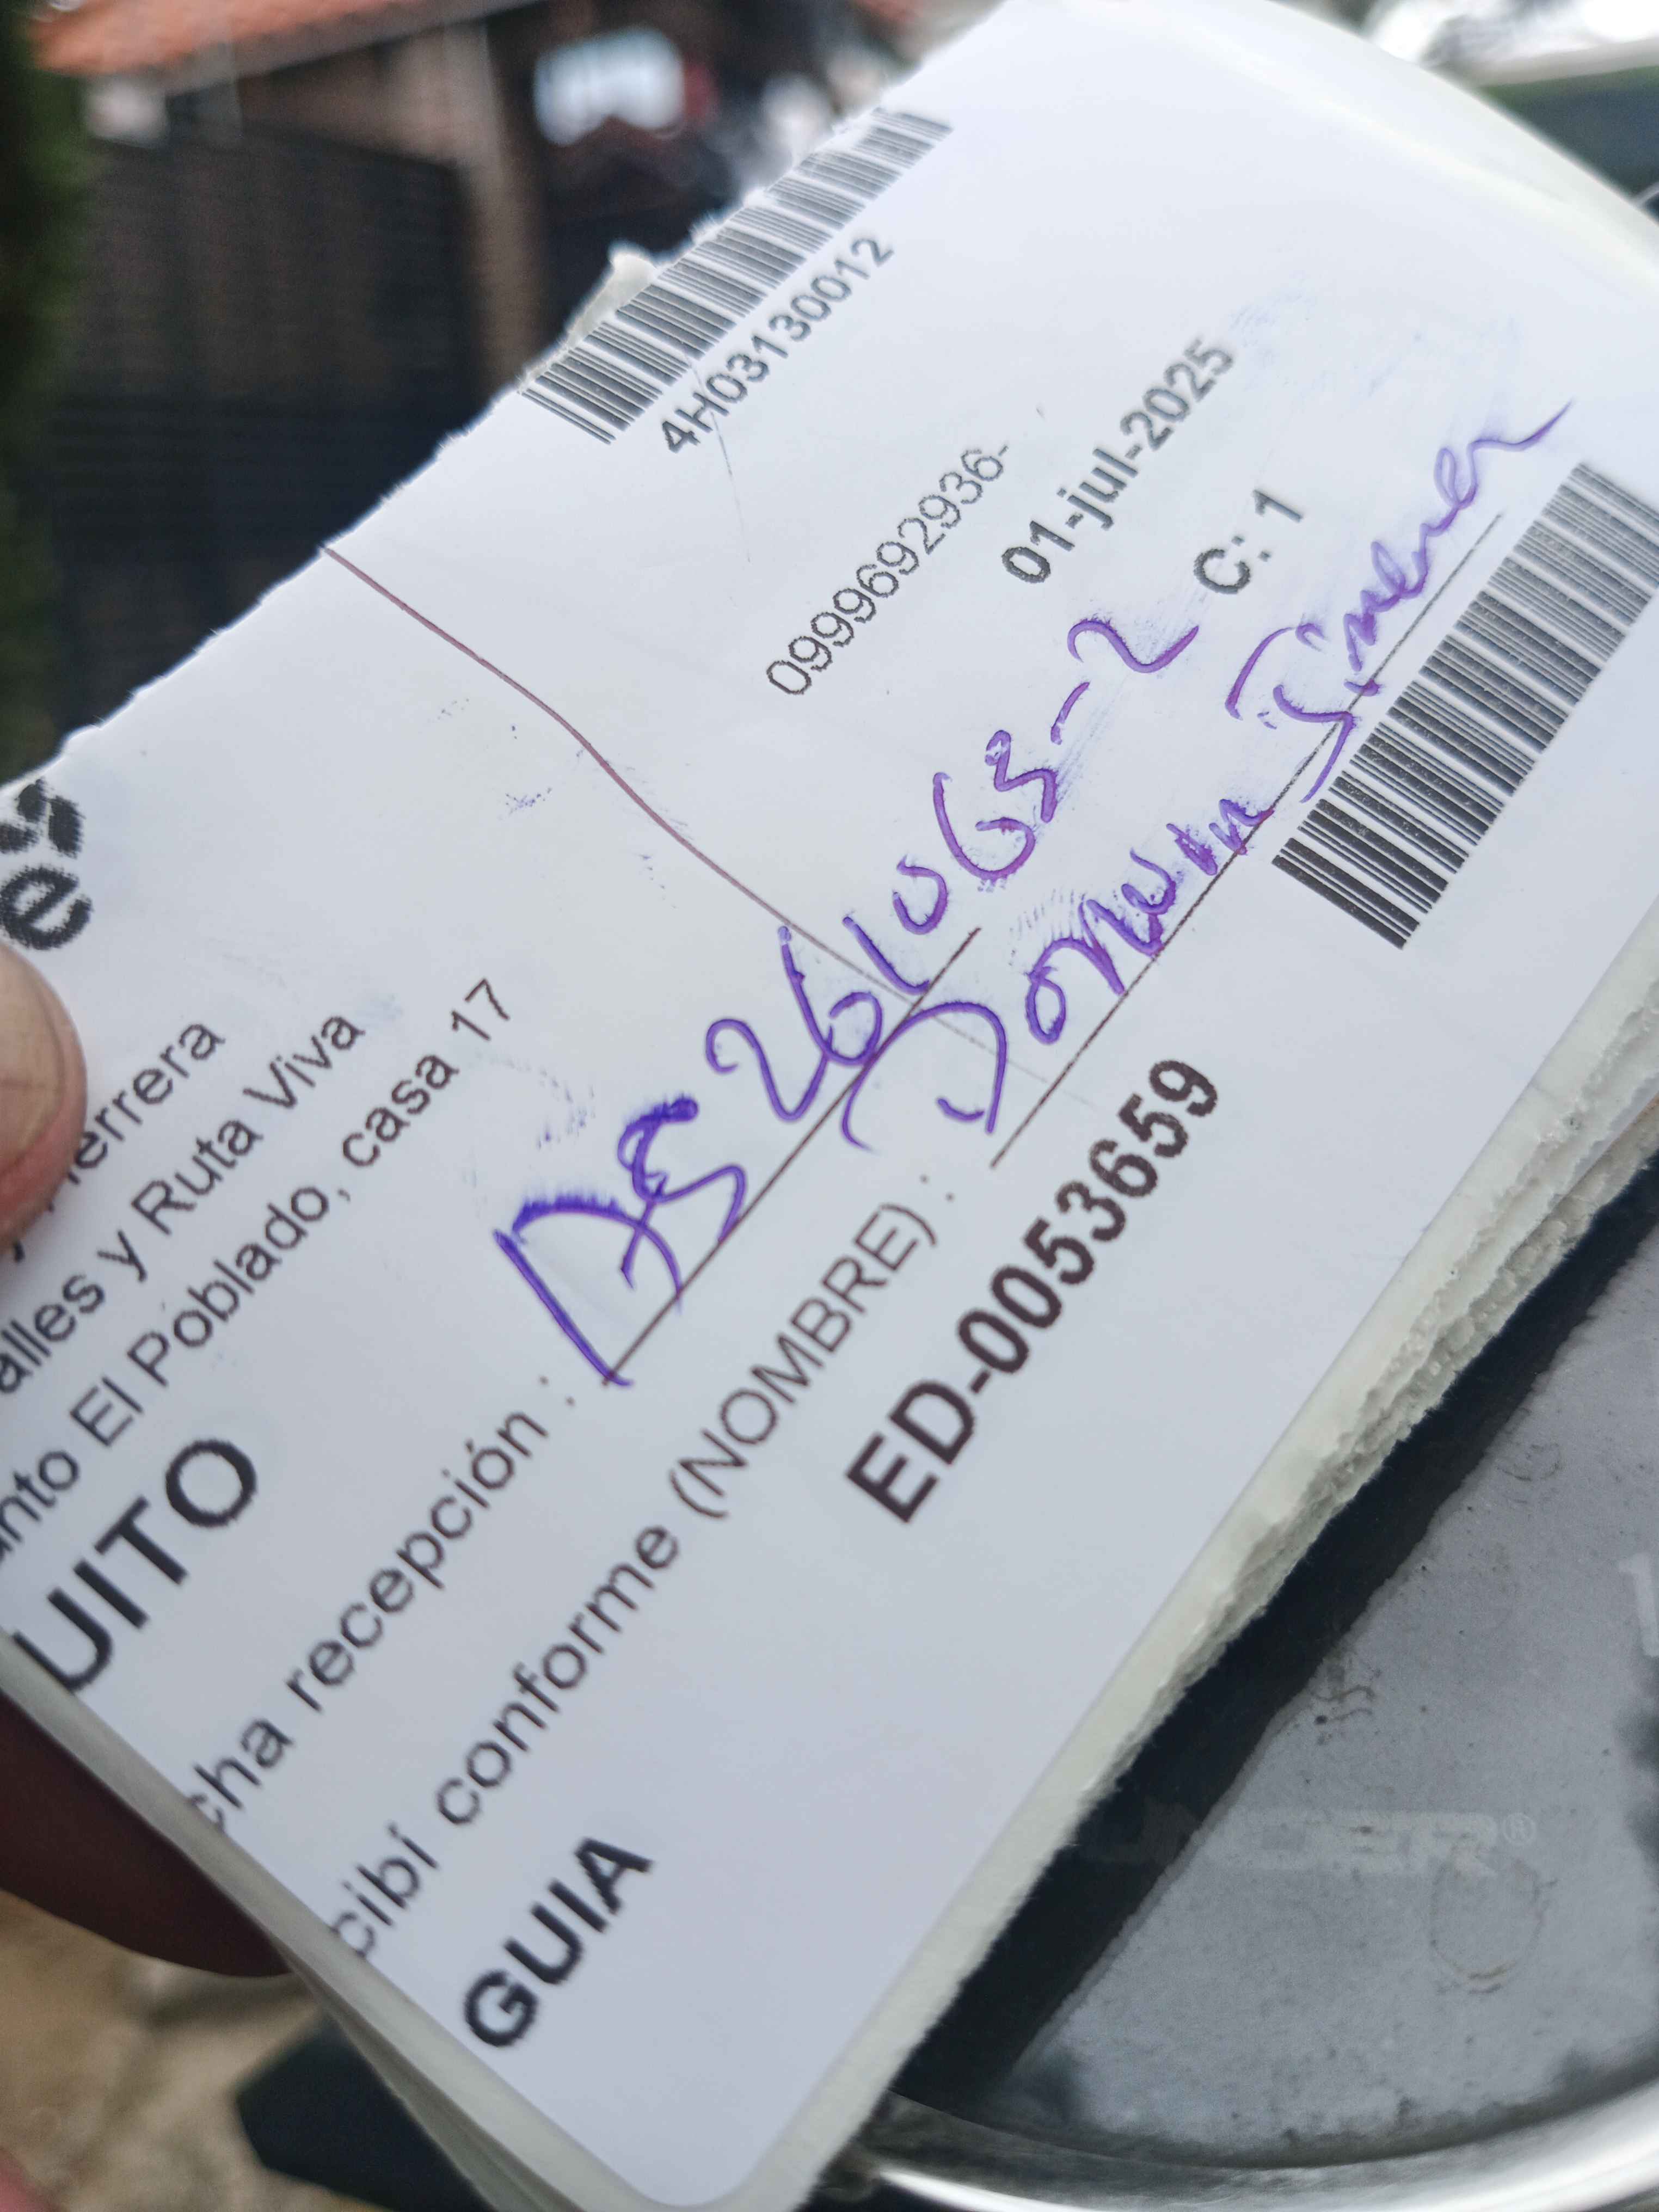 e
4H03130012
errera
alles y Ruta Viva
0999692936-
nto El Poblado, casa 17
UITO
01-jul-2025
cha recepción :
C: 1
cibí conforme (NOMBRE) :
Jimenez
GUIA
ED-0053659